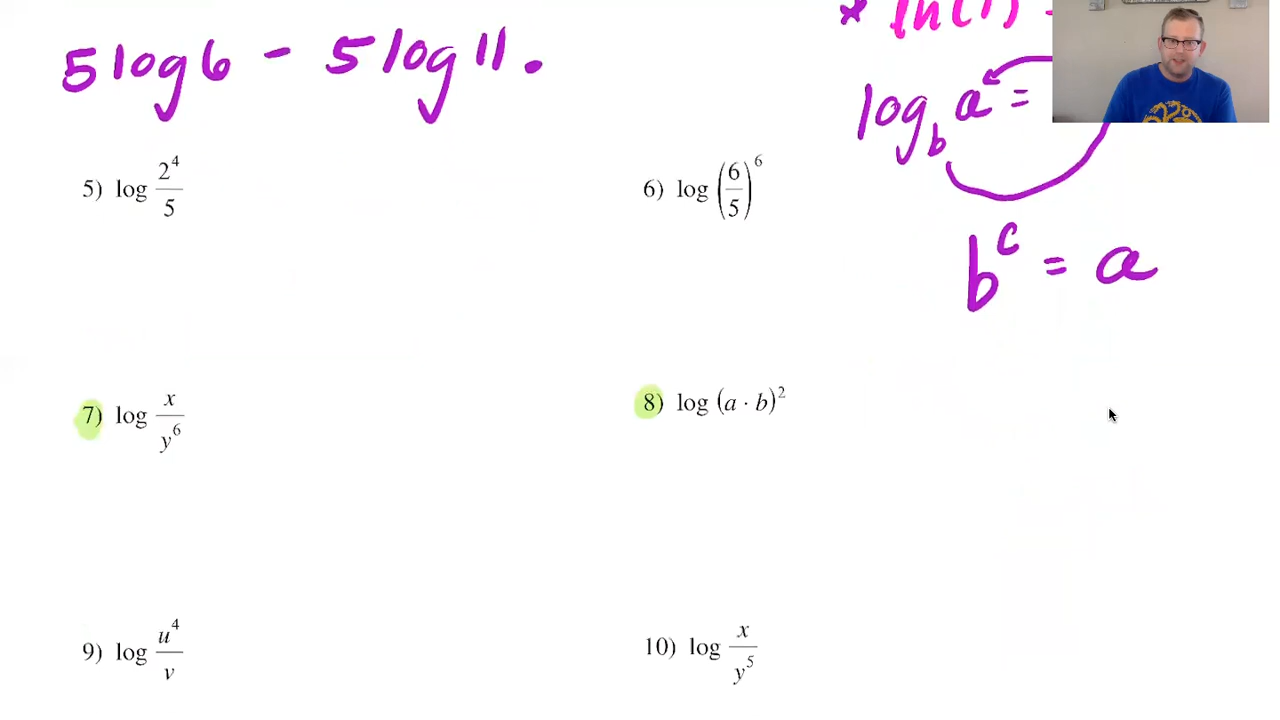 5 log 6 - 5 log 11.
* ln(1)
log_b a =
b^c = a
5) log 2^4/5
6) log (6/5)^6
7) log x/y^6
8) log (a · b)^2
9) log u^4/v
10) log x/y^5